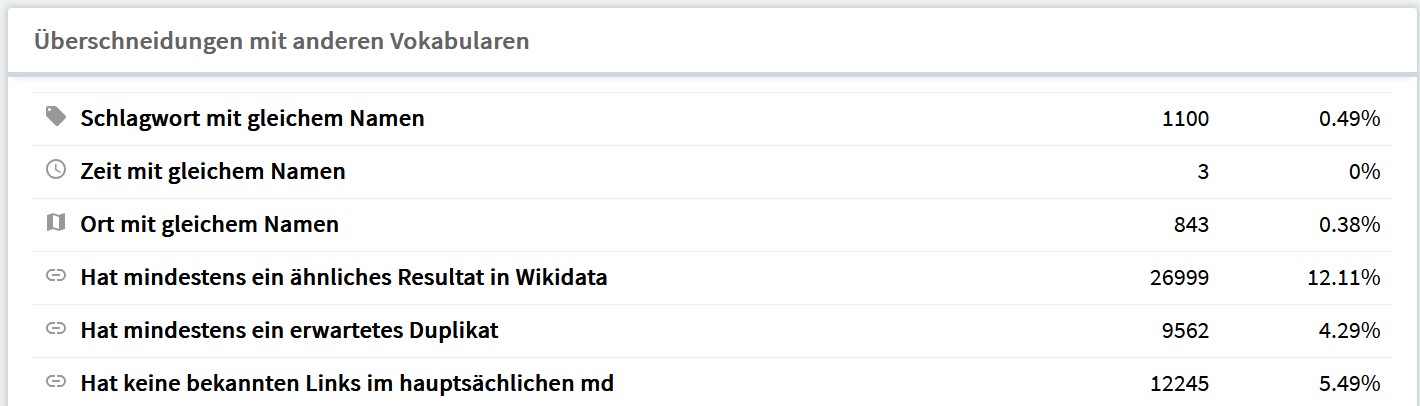 Überschneidungen mit anderen Vokabularen
Schlagwort mit gleichem Namen 1100 0.49%
Zeit mit gleichem Namen 3 0%
Ort mit gleichem Namen 843 0.38%
Hat mindestens ein ähnliches Resultat in Wikidata 26999 12.11%
Hat mindestens ein erwartetes Duplikat 9562 4.29%
Hat keine bekannten Links im hauptsächlichen md 12245 5.49%